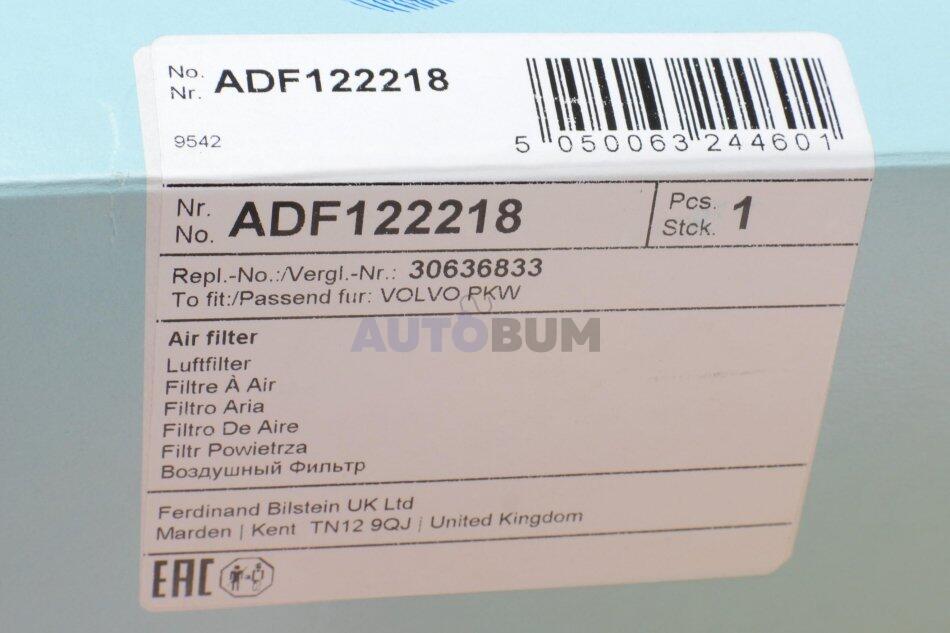 No.
Nr. ADF122218
9542
5 050063 244601
Nr.
No. ADF122218
Pcs.
Stck. 1
Repl.-No.:/Vergl.-Nr.: 30636833
To fit:/Passend fur: VOLVO PKW
AUTOBUM
Air filter
Luftfilter
Filtre À Air
Filtro Aria
Filtro De Aire
Filtr Powietrza
Воздушный Фильтр
Ferdinand Bilstein UK Ltd
Marden | Kent TN12 9QJ | United Kingdom
EAC